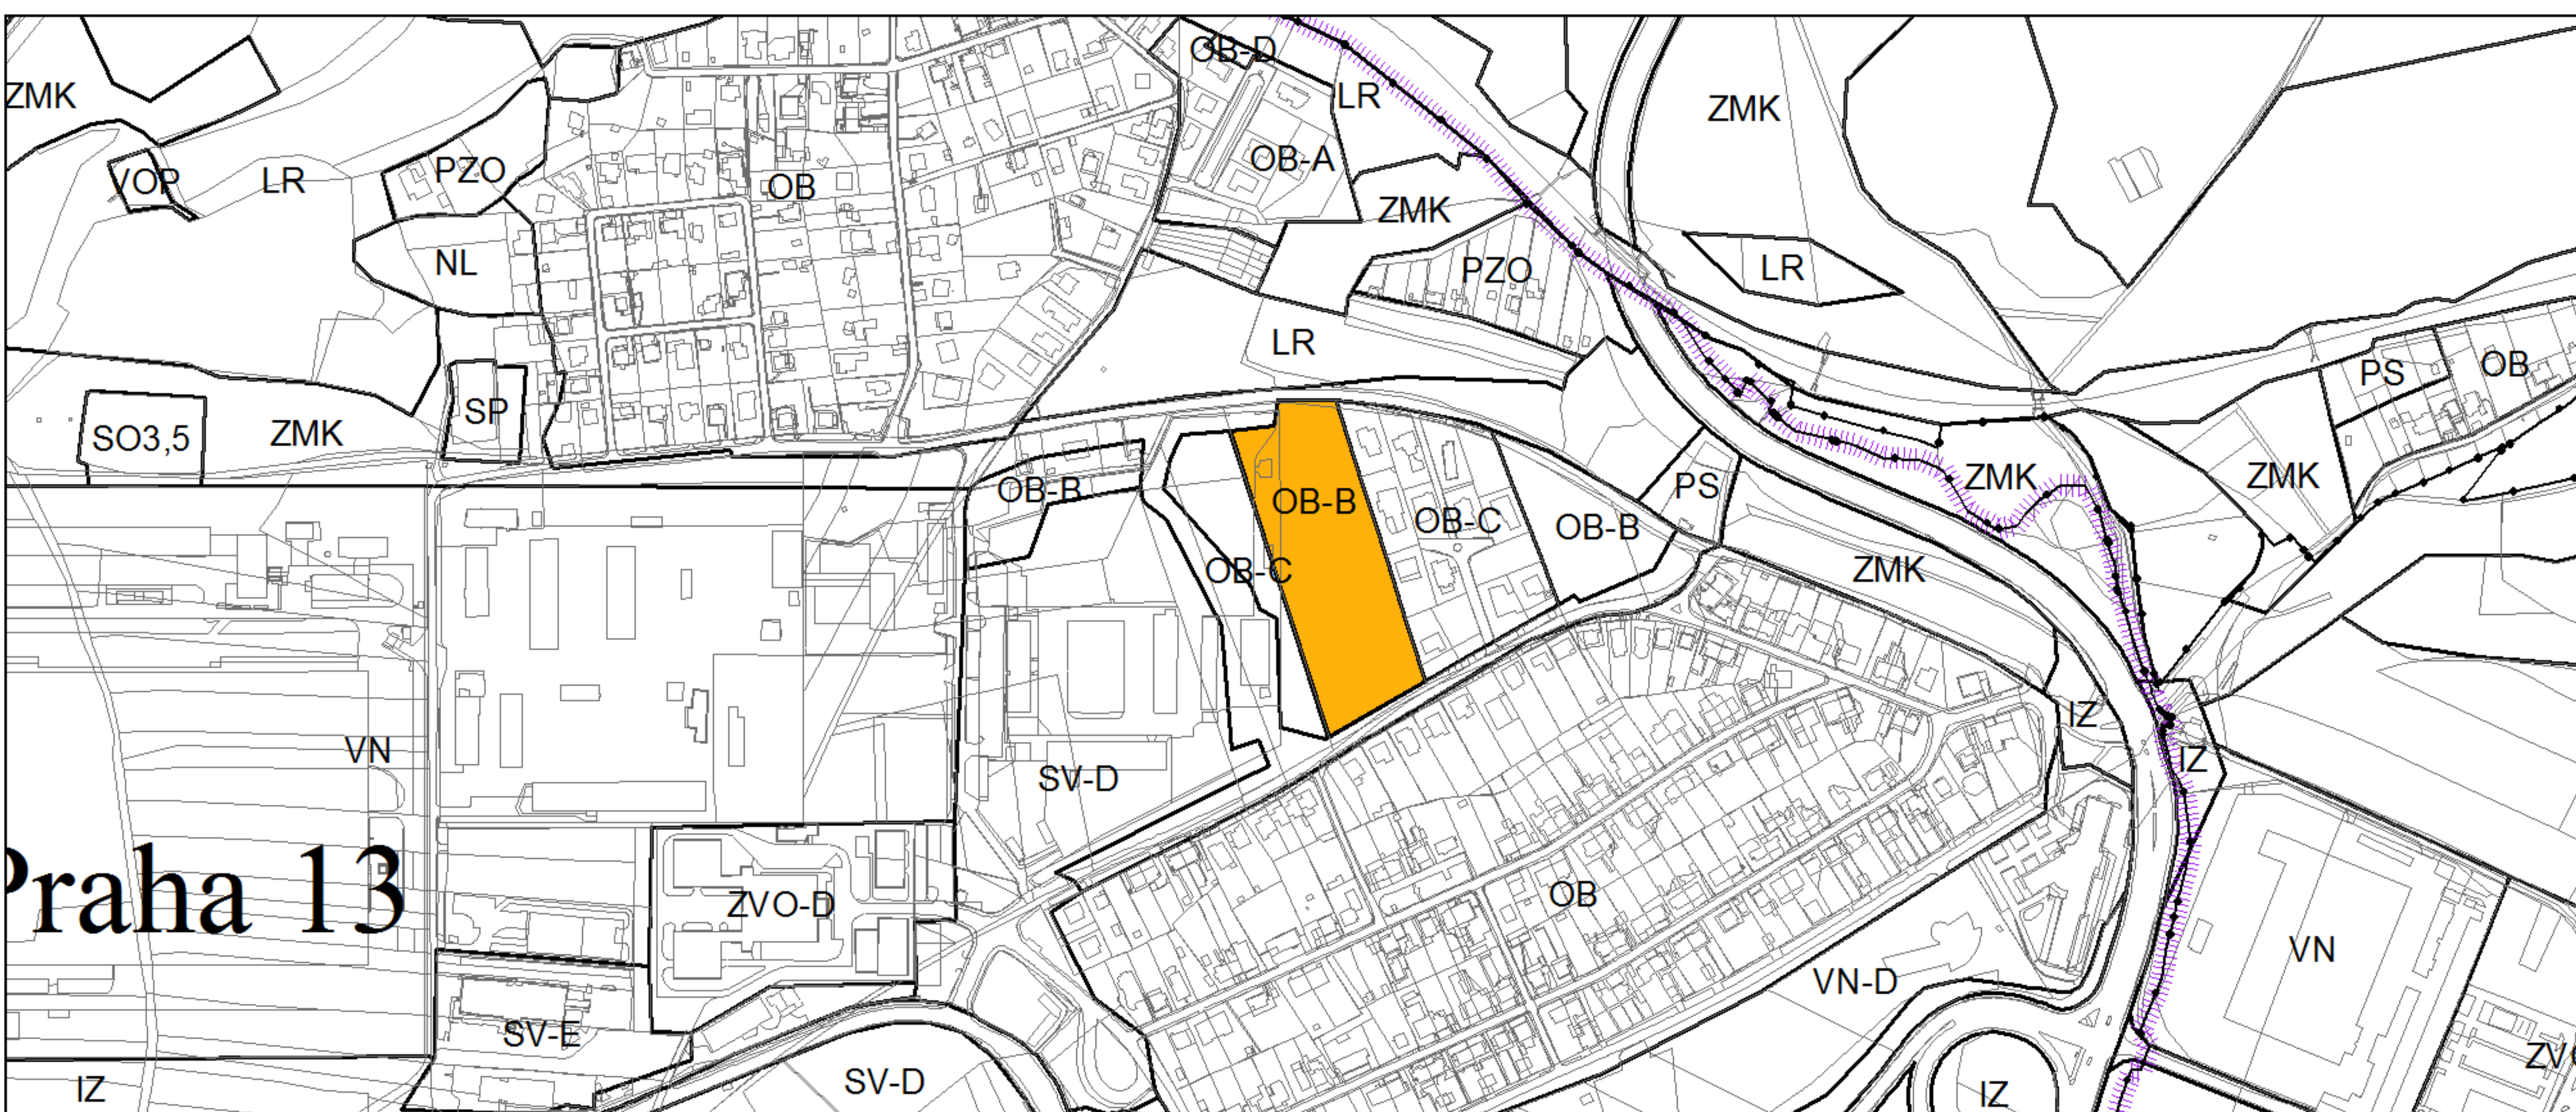 OB-D
ZMK
LR
ZMK
OB-A
PZO
VOP
LR
OB
ZMK
NL
PZO
LR
LR
PS
OB
SP
SO3,5
ZMK
OB-B
OB-B
PS
ZMK
ZMK
OB-C
OB-B
OB-C
ZMK
IZ
VN
SV-D
IZ
Praha 13
ZVO-D
OB
VN
VN-D
SV-E
IZ
SV-D
IZ